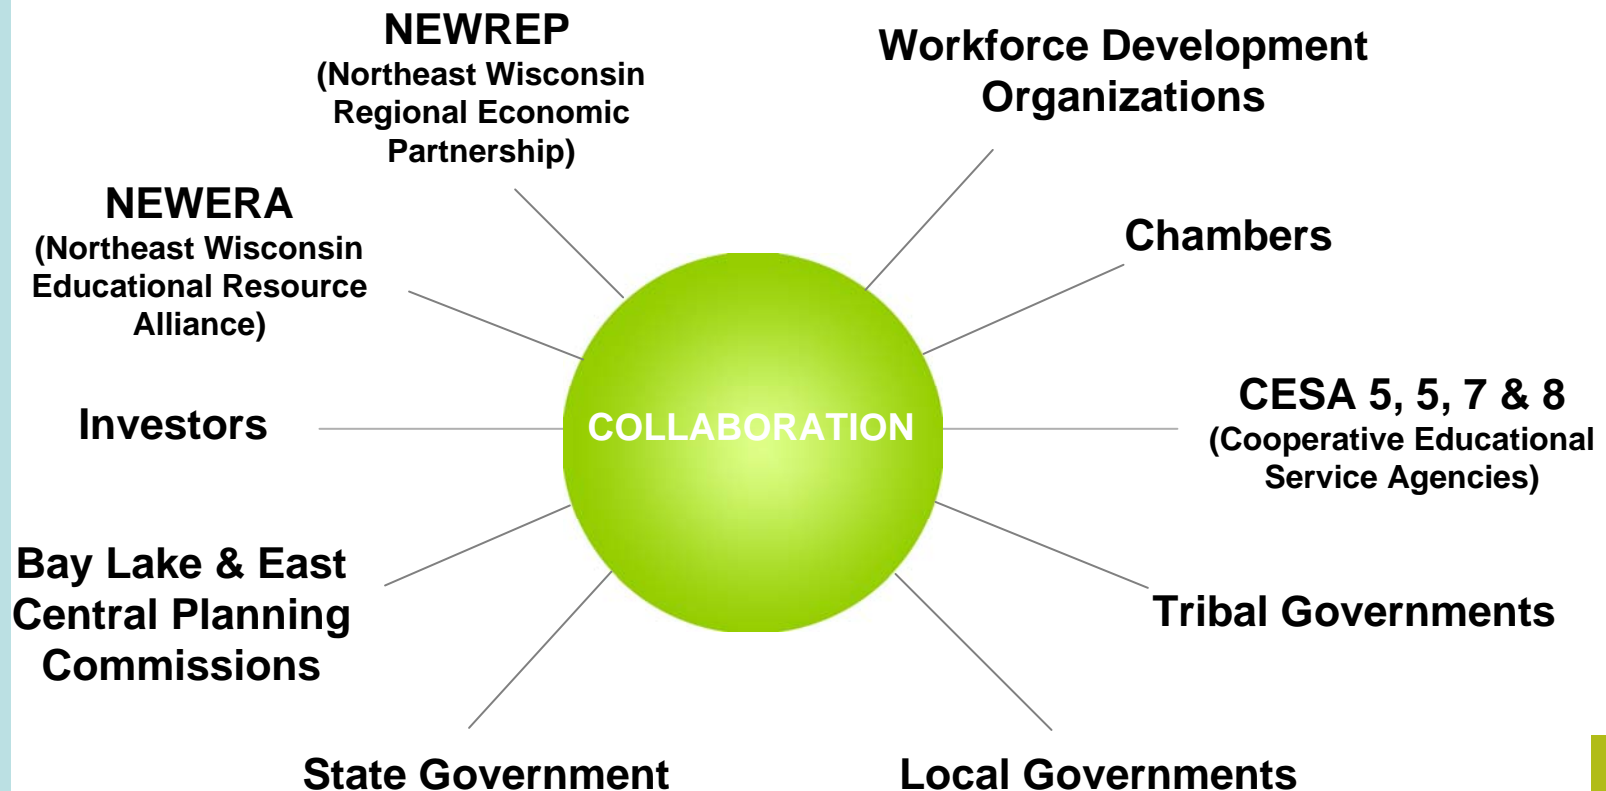 NEWREP
(Northeast Wisconsin
Regional Economic
Partnership)
Workforce Development
Organizations
NEWERA
(Northeast Wisconsin
Educational Resource
Alliance)
Chambers
Investors
COLLABORATION
CESA 5, 5, 7 & 8
(Cooperative Educational
Service Agencies)
Bay Lake & East
Central Planning
Commissions
Tribal Governments
State Government
Local Governments